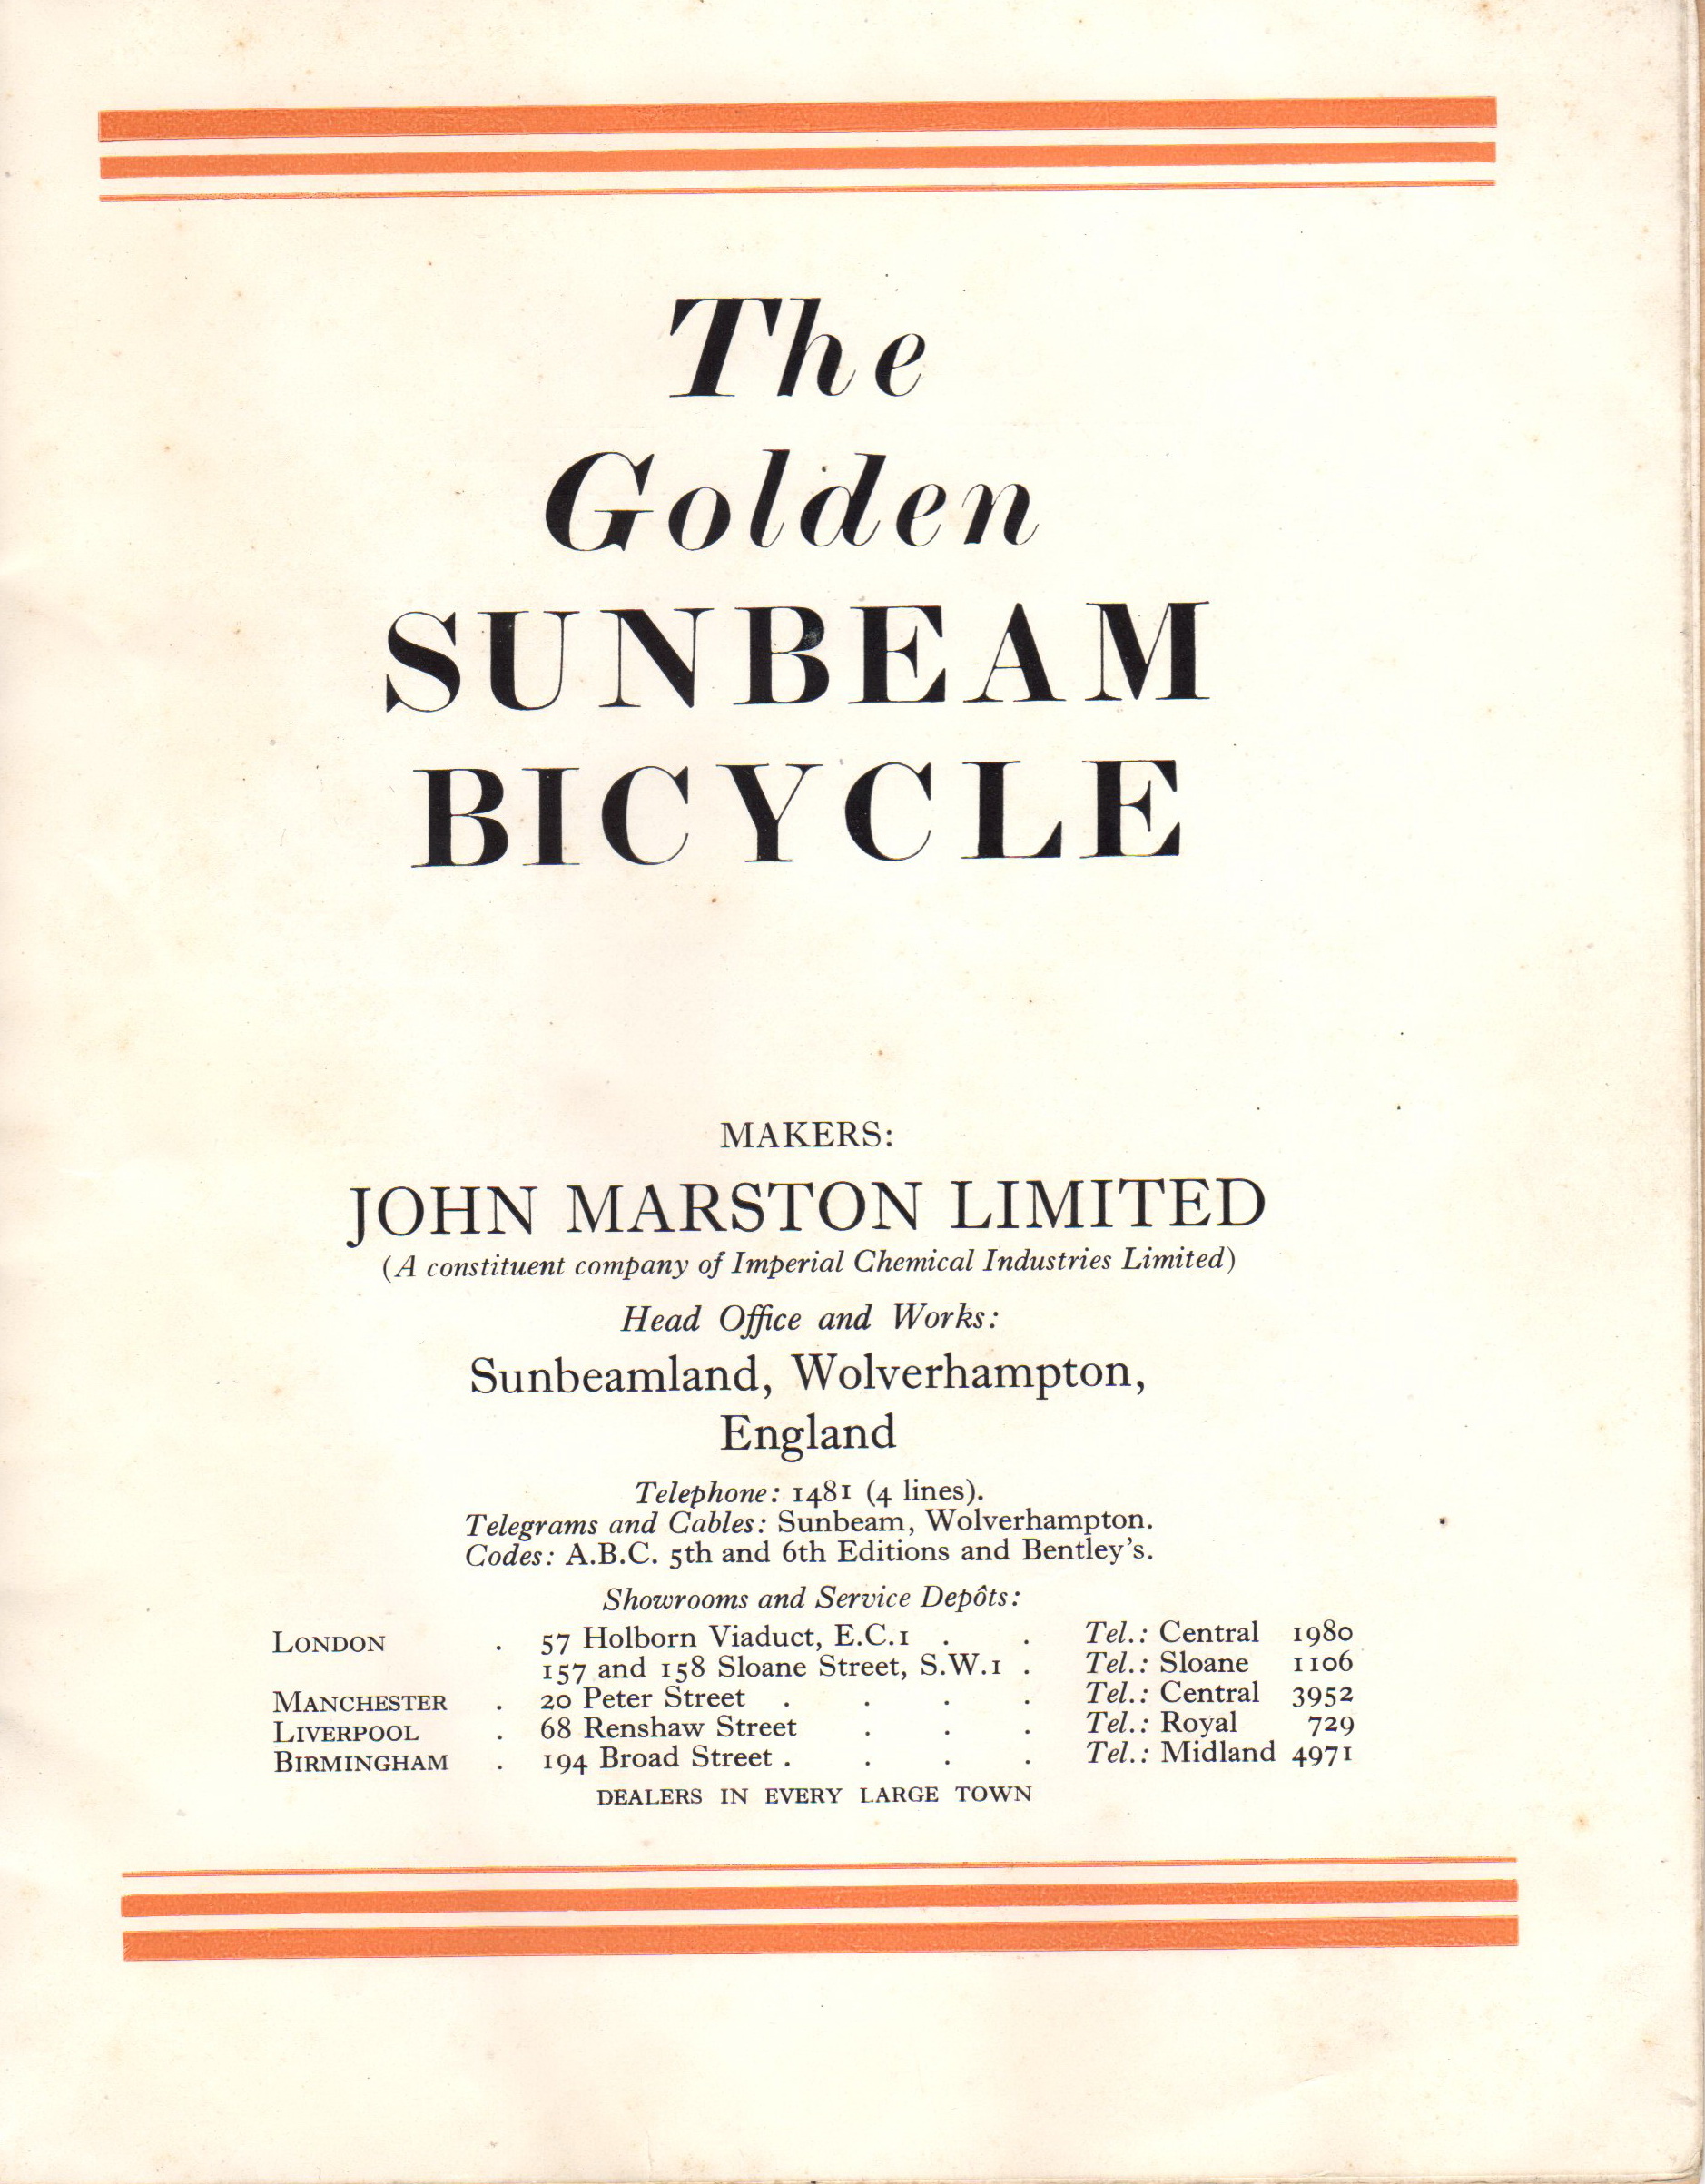 The
Golden
SUNBEAM
BICYCLE
MAKERS:
JOHN MARSTON LIMITED
(A constituent company of Imperial Chemical Industries Limited)
Head Office and Works:
Sunbeamland, Wolverhampton,
England
Telephone: 1481 (4 lines).
Telegrams and Cables: Sunbeam, Wolverhampton.
Codes: A.B.C. 5th and 6th Editions and Bentley's.
Showrooms and Service Depôts:
LONDON . 57 Holborn Viaduct, E.C.1 . . Tel.: Central 1980
157 and 158 Sloane Street, S.W.1 . Tel.: Sloane 1106
MANCHESTER . 20 Peter Street . . . . Tel.: Central 3952
LIVERPOOL . 68 Renshaw Street . . . Tel.: Royal 729
BIRMINGHAM . 194 Broad Street . . . . Tel.: Midland 4971
DEALERS IN EVERY LARGE TOWN